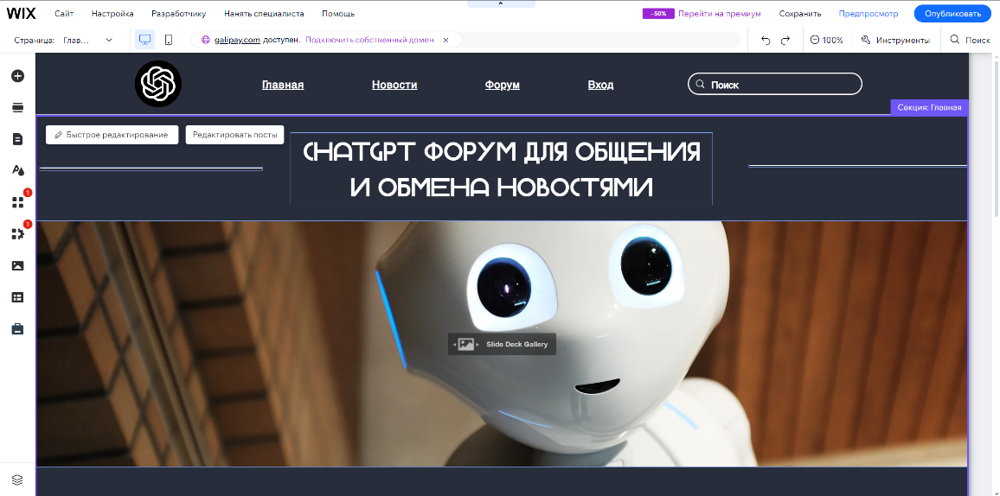 WIX Сайт Настройка Разработчику Нанять специалиста Помощь -50% Перейти на премиум Сохранить Предпросмотр Опубликовать
Страница: Глав... galipay.com доступен. Подключить собственный домен 100% Инструменты Поиск
Главная Новости Форум Вход Поиск
Секция: Главная
Быстрое редактирование Редактировать посты
CHATGPT ФОРУМ ДЛЯ ОБЩЕНИЯ
И ОБМЕНА НОВОСТЯМИ
1
1
Slide Deck Gallery